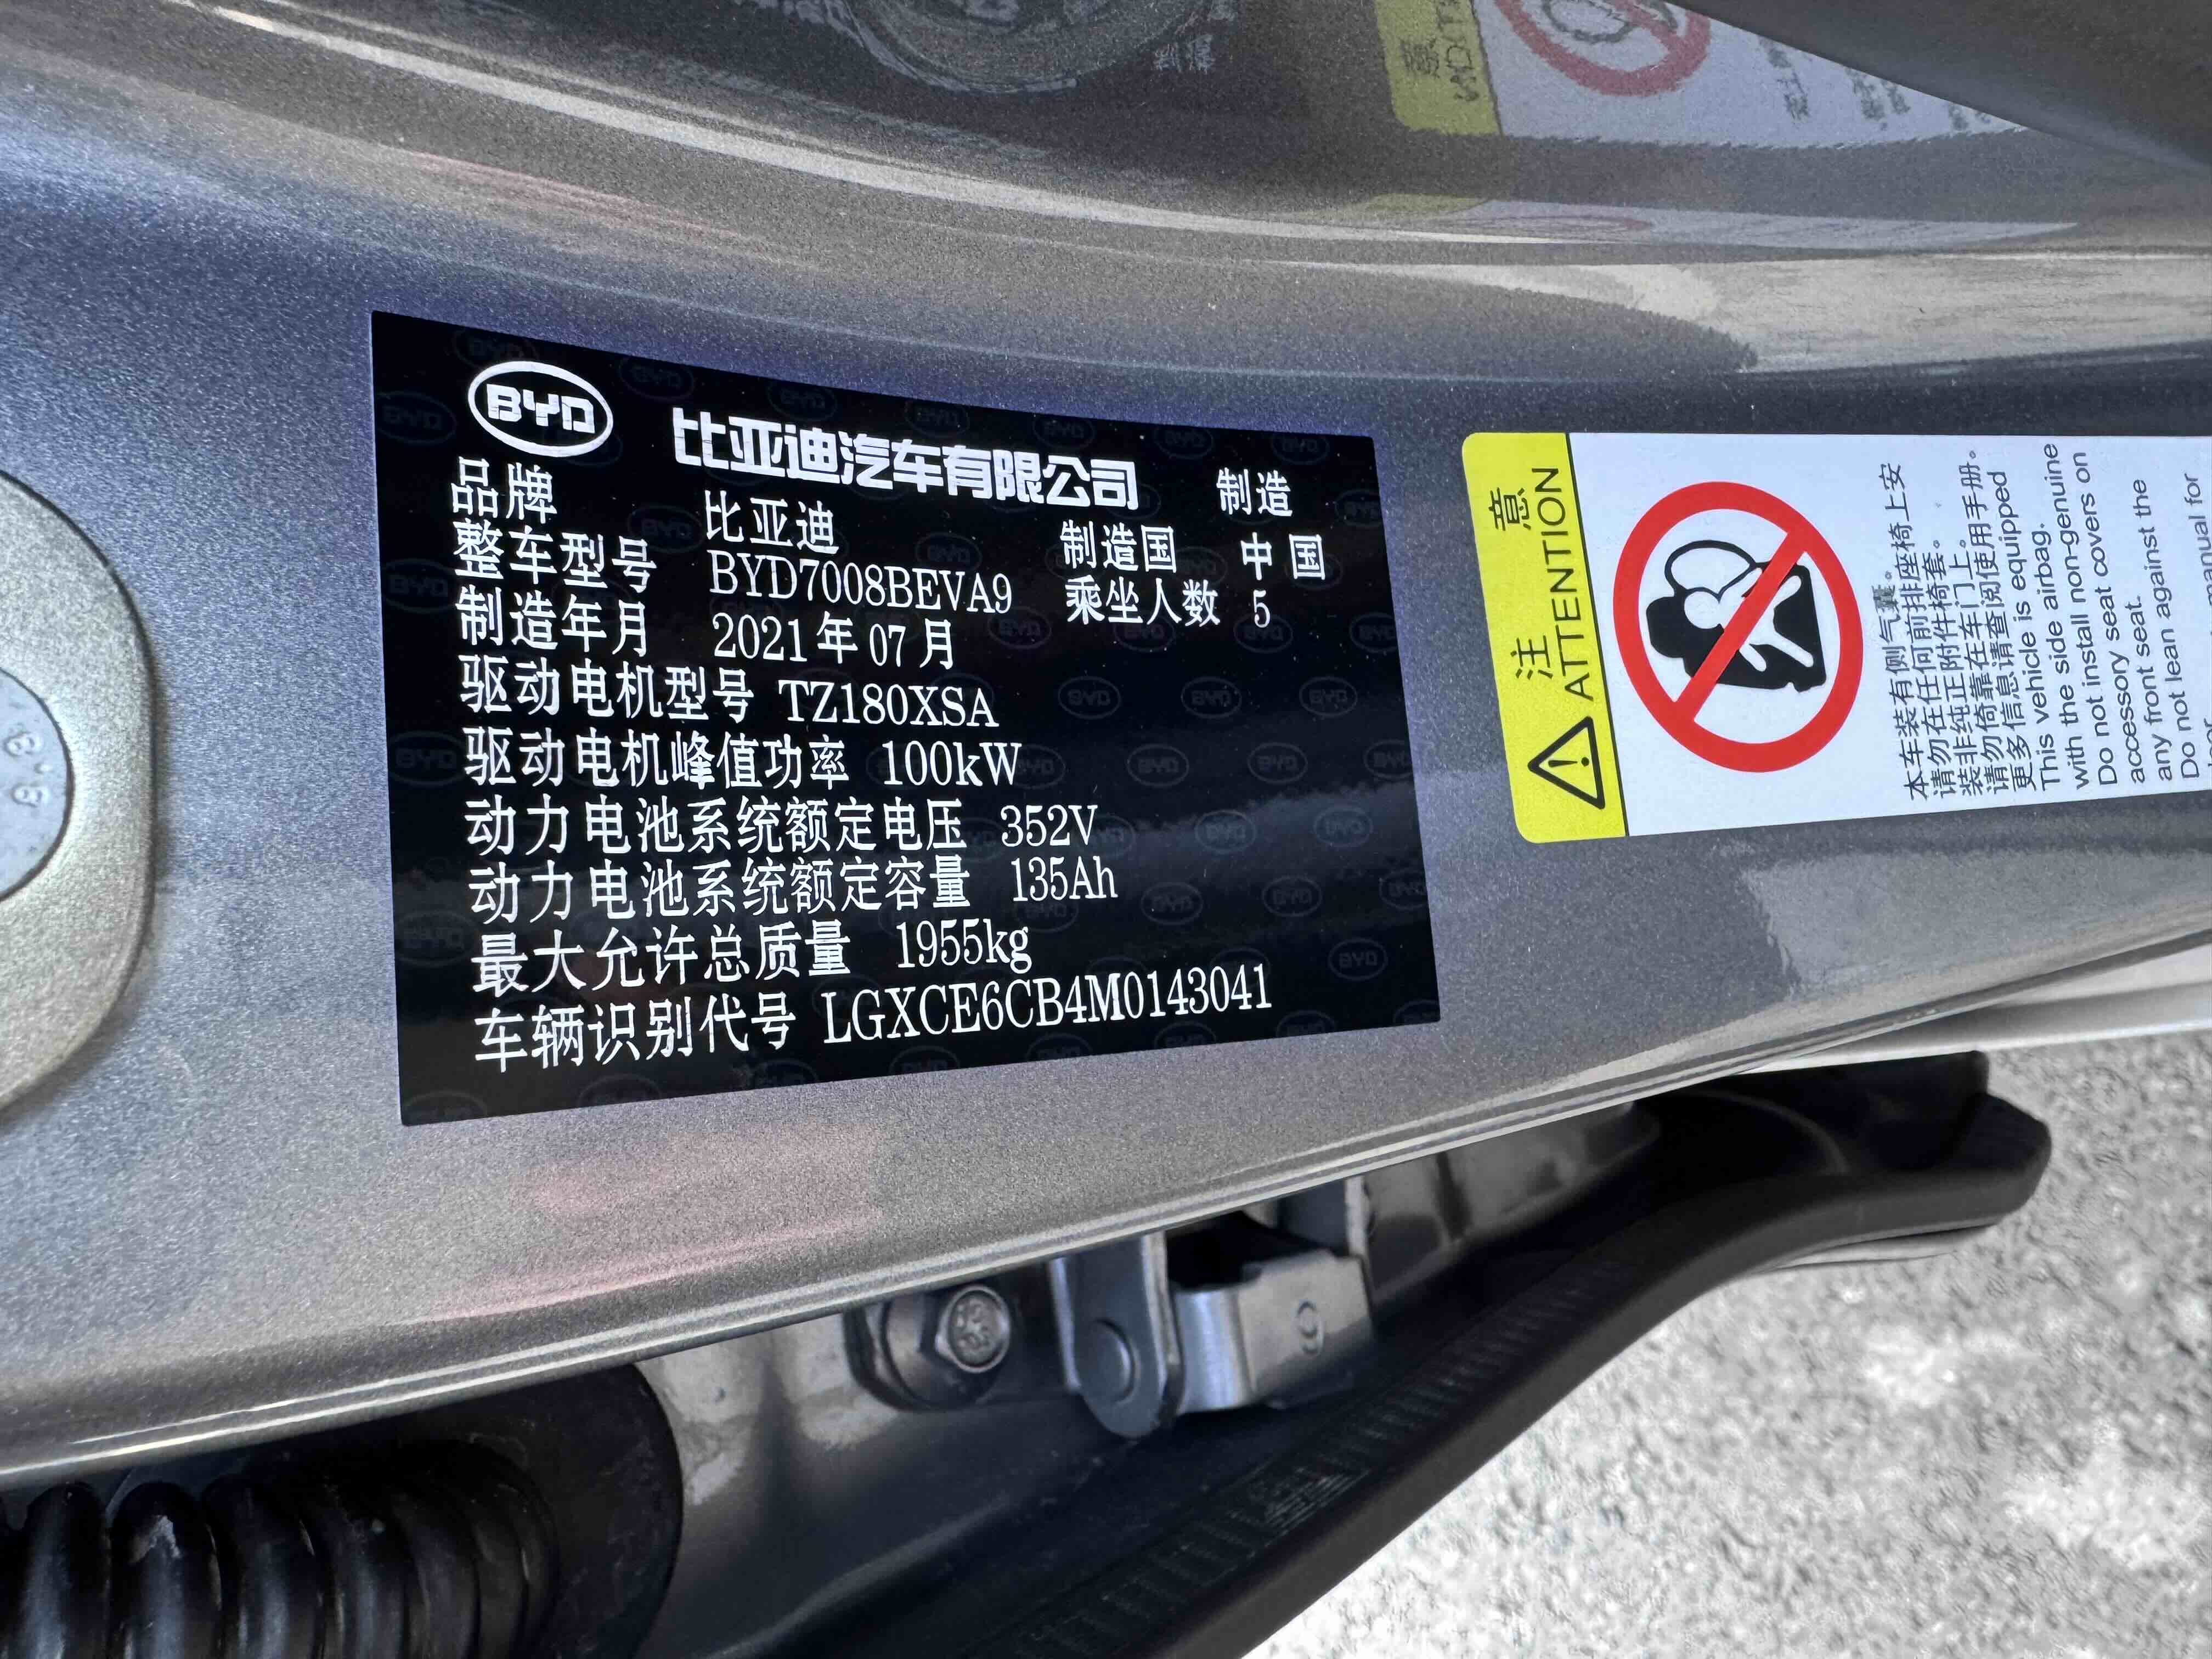 BYD 比亚迪汽车有限公司 制造
品牌 比亚迪 制造国 中国
整车型号 BYD7008BEVA9 乘坐人数 5
制造年月 2021年07月
驱动电机型号 TZ180XSA
驱动电机峰值功率 100kW
动力电池系统额定电压 352V
动力电池系统额定容量 135Ah
最大允许总质量 1955kg
车辆识别代号 LGXCE6CB4M0143041
注 意
ATTENTION
本车装有侧气囊。
请勿在任何前排座椅上安
装非纯正附件椅套。
请勿倚靠在车门上。
更多信息请查阅使用手册。
This vehicle is equipped
with the side airbag.
Do not install non-genuine
accessory seat covers on
any front seat.
Do not lean against the
manual for
8.8
9